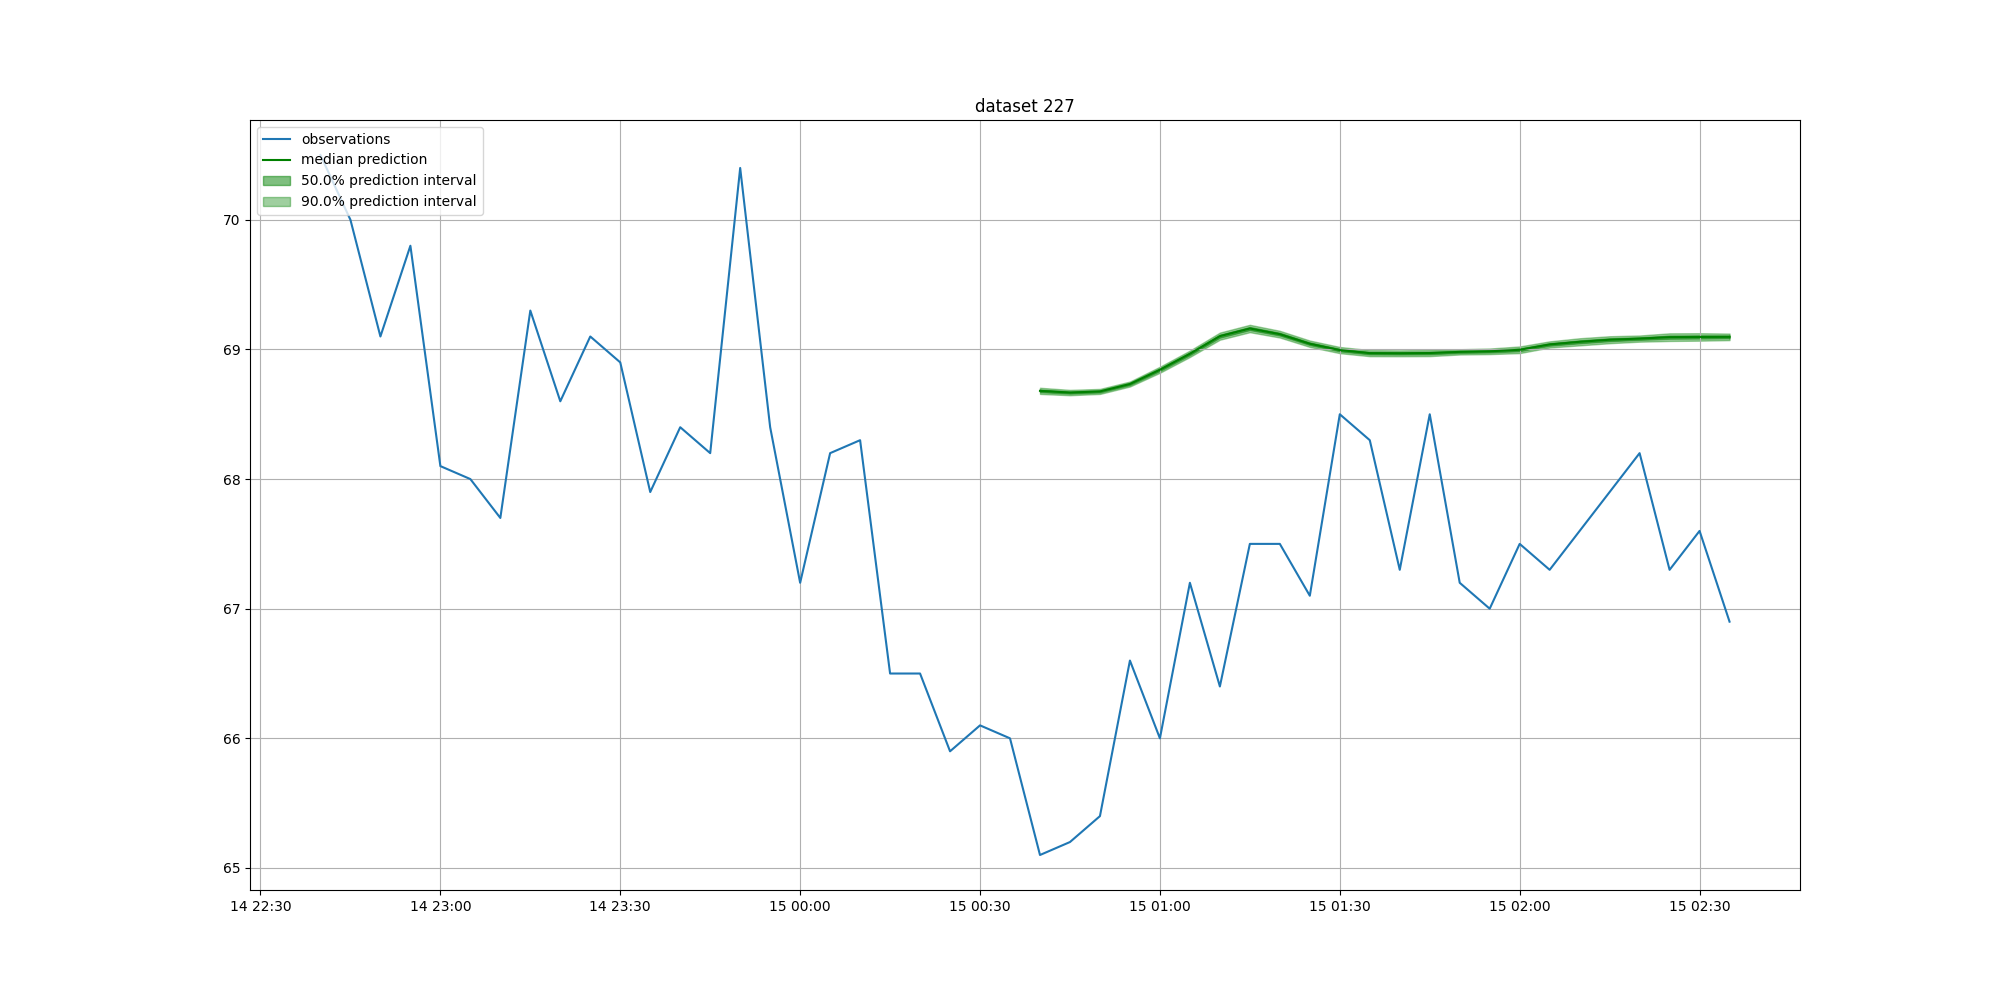 dataset 227
observations
median prediction
50.0% prediction interval
90.0% prediction interval
70
69
68
67
66
65
14 22:30 14 23:00 14 23:30 15 00:00 15 00:30 15 01:00 15 01:30 15 02:00 15 02:30